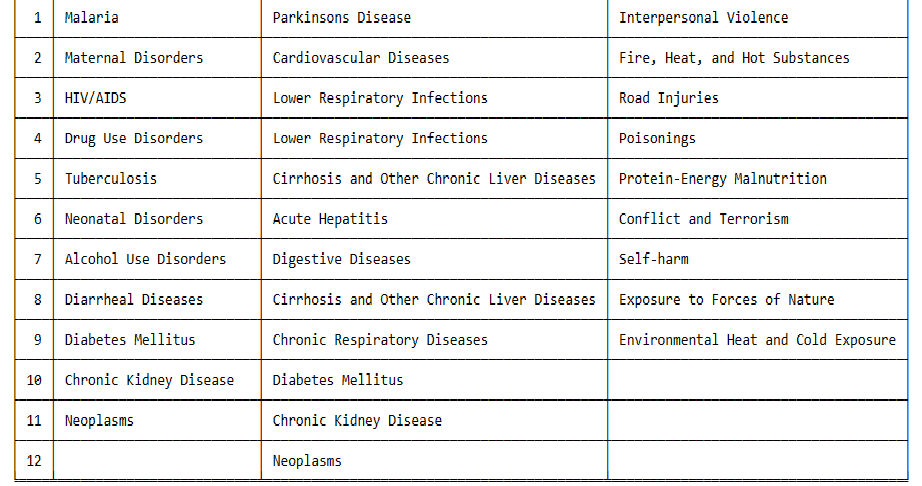 1 Malaria Parkinsons Disease Interpersonal Violence
2 Maternal Disorders Cardiovascular Diseases Fire, Heat, and Hot Substances
3 HIV/AIDS Lower Respiratory Infections Road Injuries
4 Drug Use Disorders Lower Respiratory Infections Poisonings
5 Tuberculosis Cirrhosis and Other Chronic Liver Diseases Protein-Energy Malnutrition
6 Neonatal Disorders Acute Hepatitis Conflict and Terrorism
7 Alcohol Use Disorders Digestive Diseases Self-harm
8 Diarrheal Diseases Cirrhosis and Other Chronic Liver Diseases Exposure to Forces of Nature
9 Diabetes Mellitus Chronic Respiratory Diseases Environmental Heat and Cold Exposure
10 Chronic Kidney Disease Diabetes Mellitus
11 Neoplasms Chronic Kidney Disease
12 Neoplasms